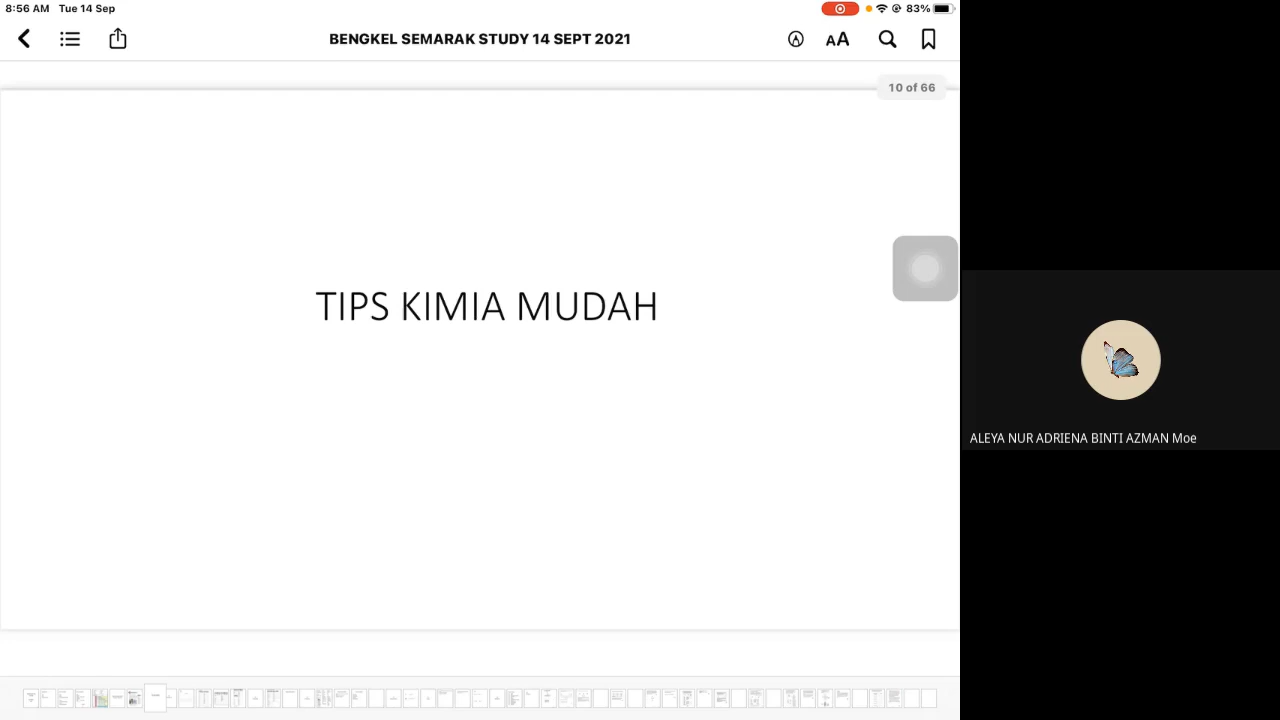 8:56 AM Tue 14 Sep
83%
BENGKEL SEMARAK STUDY 14 SEPT 2021
AA
10 of 66
TIPS KIMIA MUDAH
ALEYA NUR ADRIENA BINTI AZMAN Moe